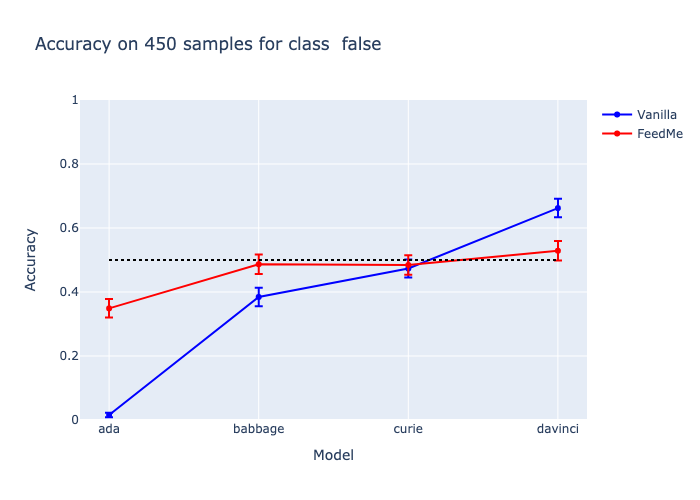 Accuracy on 450 samples for class  false
Vanilla
FeedMe
Accuracy
1
0.8
0.6
0.4
0.2
0
ada
babbage
curie
davinci
Model